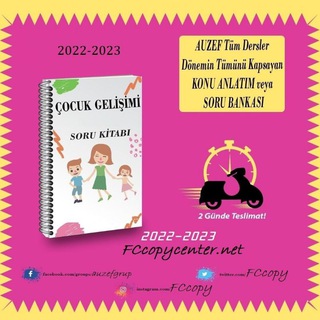 2022-2023
AUZEF Tüm Dersler
Dönemin Tümünü Kapsayan
KONU ANLATIM veya
SORU BANKASI
ÇOCUK GELİŞİMİ
SORU KİTABI
2 Günde Teslimat!
2022-2023
FCcopycenter.net
facebook.com/groups/Auzefgrup
instagram.com/FCcopy
twitter.com/FCcopy